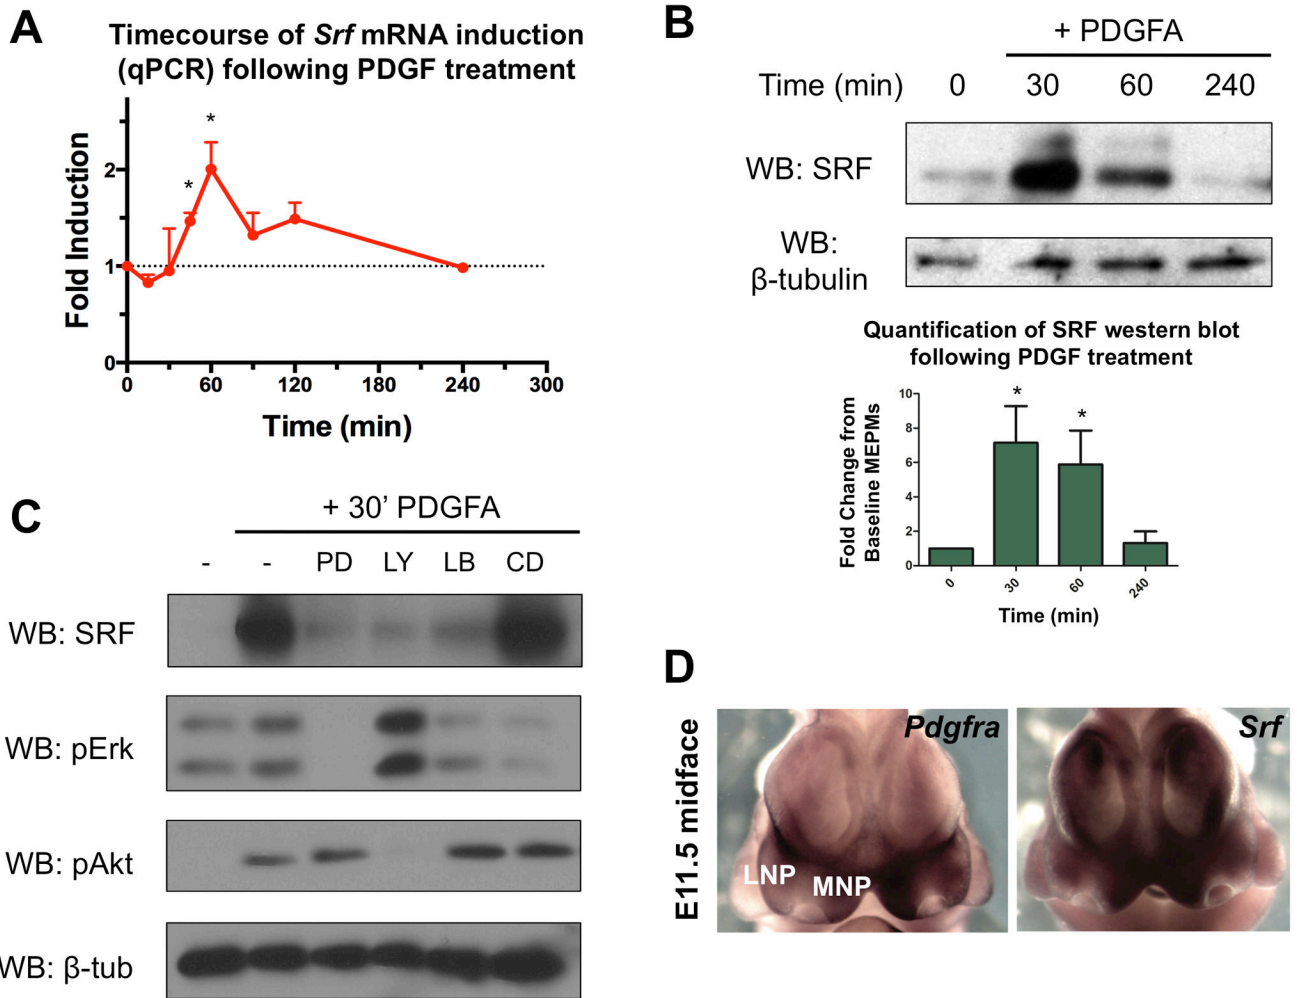 A
Timecourse of Srf mRNA induction
(qPCR) following PDGF treatment
Fold Induction
2
1
0
*
*
0 60 120 180 240 300
Time (min)
B
+ PDGFA
Time (min) 0 30 60 240
WB: SRF
WB:
β-tubulin
Quantification of SRF western blot
following PDGF treatment
Fold Change from
Baseline MEPMs
10
8
6
4
2
0
*
*
0 30 60 240
Time (min)
C
+ 30' PDGFA
- - PD LY LB CD
WB: SRF
WB: pErk
WB: pAkt
WB: β-tub
D
E11.5 midface
Pdgfra
LNP MNP
Srf